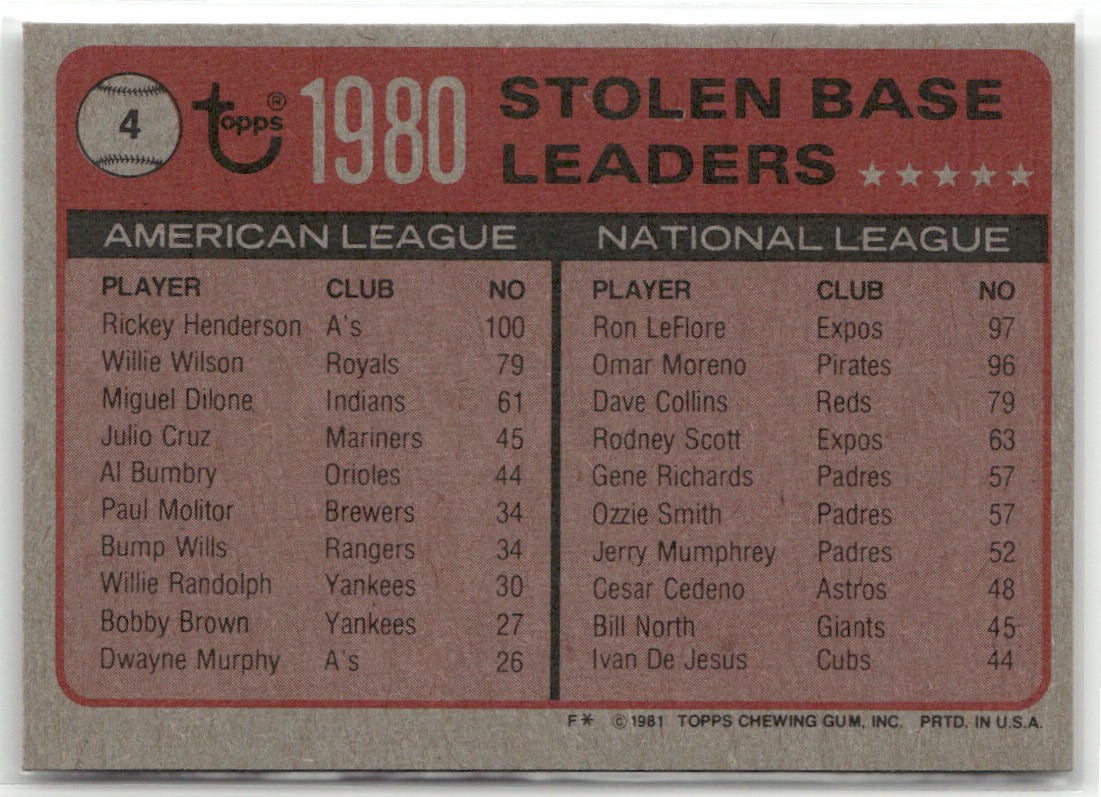 4 topps® 1980 STOLEN BASE
LEADERS ★★★★★
AMERICAN LEAGUE NATIONAL LEAGUE
PLAYER CLUB NO PLAYER CLUB NO
Rickey Henderson A's 100 Ron LeFlore Expos 97
Willie Wilson Royals 79 Omar Moreno Pirates 96
Miguel Dilone Indians 61 Dave Collins Reds 79
Julio Cruz Mariners 45 Rodney Scott Expos 63
Al Bumbry Orioles 44 Gene Richards Padres 57
Paul Molitor Brewers 34 Ozzie Smith Padres 57
Bump Wills Rangers 34 Jerry Mumphrey Padres 52
Willie Randolph Yankees 30 Cesar Cedeno Astros 48
Bobby Brown Yankees 27 Bill North Giants 45
Dwayne Murphy A's 26 Ivan De Jesus Cubs 44
F* © 1981 TOPPS CHEWING GUM, INC. PRTD. IN U.S.A.